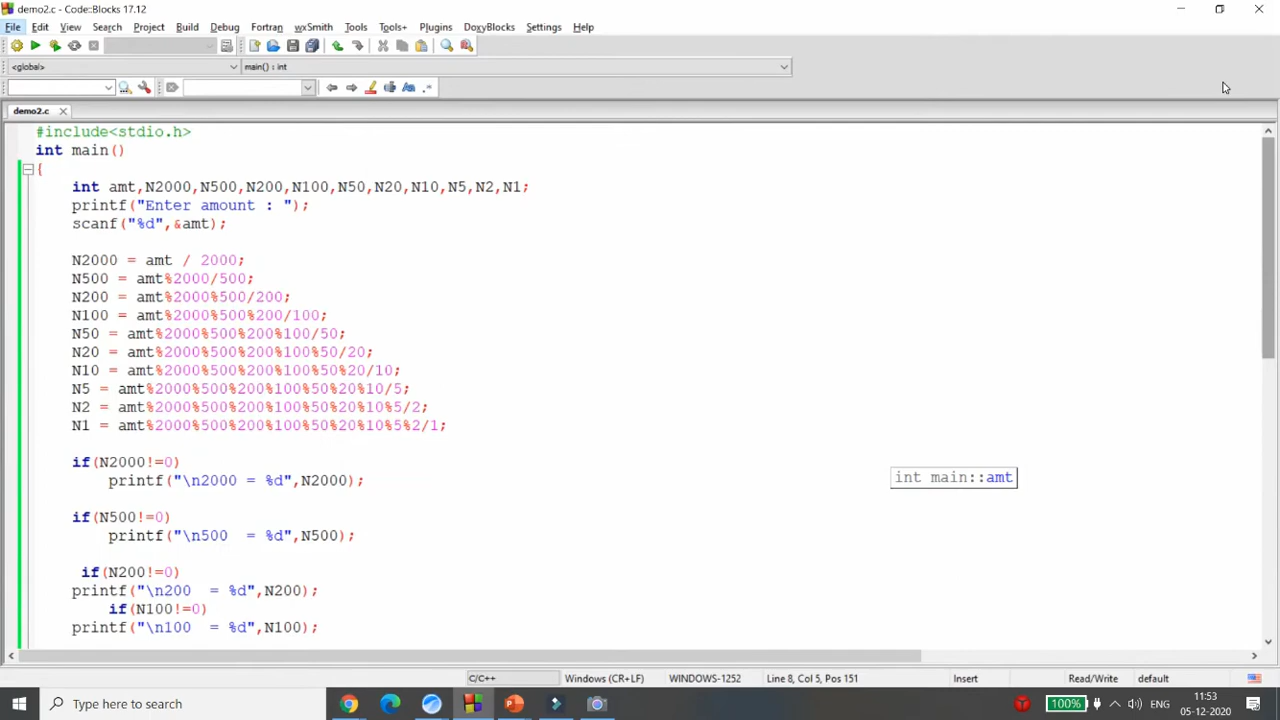 demo2.c - Code::Blocks 17.12
File Edit View Search Project Build Debug Fortran wxSmith Tools Tools+ Plugins DoxyBlocks Settings Help
<global> main() : int
demo2.c
#include<stdio.h>
int main()
{
int amt,N2000,N500,N200,N100,N50,N20,N10,N5,N2,N1;
printf("Enter amount : ");
scanf("%d",&amt);
N2000 = amt / 2000;
N500 = amt%2000/500;
N200 = amt%2000%500/200;
N100 = amt%2000%500%200/100;
N50 = amt%2000%500%200%100/50;
N20 = amt%2000%500%200%100%50/20;
N10 = amt%2000%500%200%100%50%20/10;
N5 = amt%2000%500%200%100%50%20%10/5;
N2 = amt%2000%500%200%100%50%20%10%5/2;
N1 = amt%2000%500%200%100%50%20%10%5%2/1;
if(N2000!=0)
printf("\n2000 = %d",N2000);
int main::amt
if(N500!=0)
printf("\n500  = %d",N500);
if(N200!=0)
printf("\n200  = %d",N200);
if(N100!=0)
printf("\n100  = %d",N100);
C/C++ Windows (CR+LF) WINDOWS-1252 Line 8, Col 5, Pos 151 Insert Read/Write default
Type here to search 100% ENG 11:53
05-12-2020